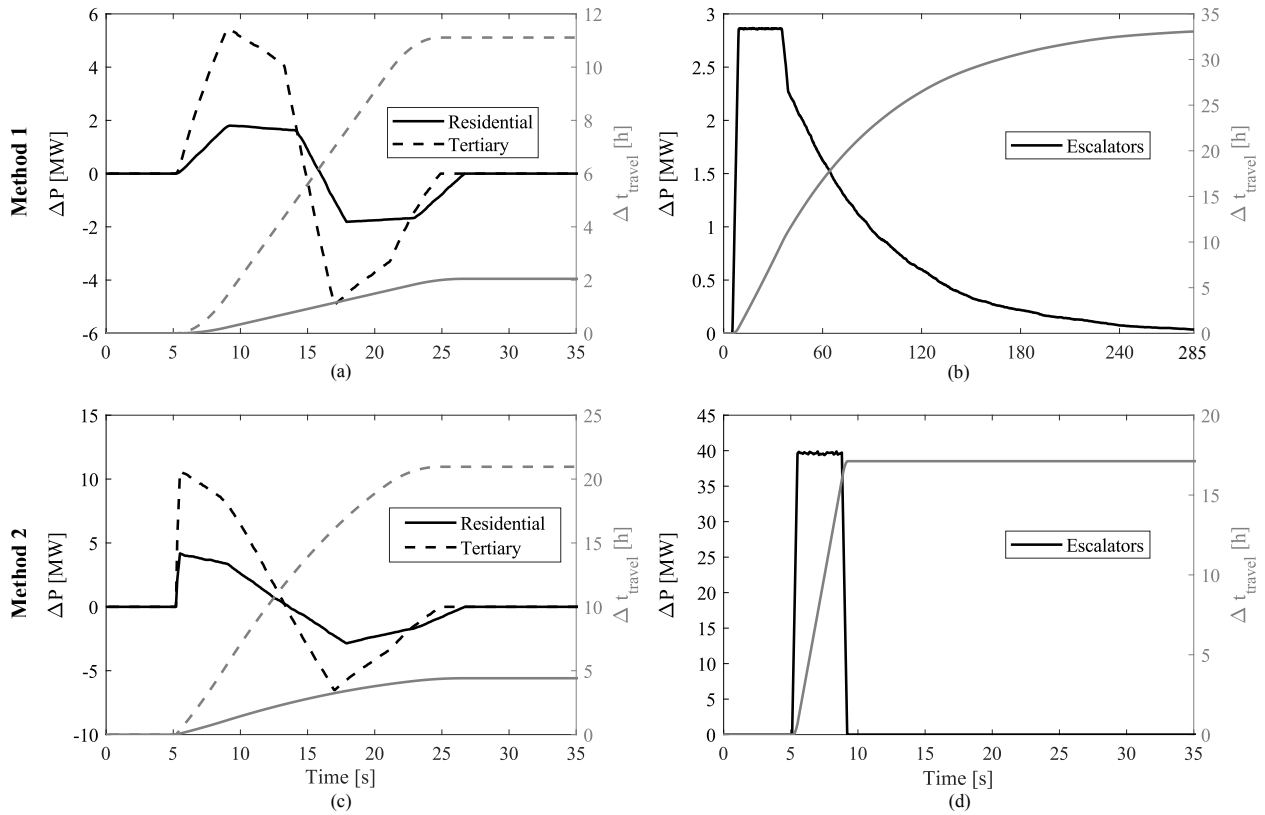 Method 1
ΔP [MW]
6
4
2
0
-2
-4
-6
Residential
Tertiary
12
10
8
6
4
2
0
Δ t_travel [h]
0 5 10 15 20 25 30 35
(a)
ΔP [MW]
3
2.5
2
1.5
1
0.5
0
Escalators
35
30
25
20
15
10
5
0
Δ t_travel [h]
0 60 120 180 240 285
(b)
Method 2
ΔP [MW]
15
10
5
0
-5
-10
Residential
Tertiary
25
20
15
10
5
0
Δ t_travel [h]
0 5 10 15 20 25 30 35
Time [s]
(c)
ΔP [MW]
45
40
35
30
25
20
15
10
5
0
Escalators
20
15
10
5
0
Δ t_travel [h]
0 5 10 15 20 25 30 35
Time [s]
(d)